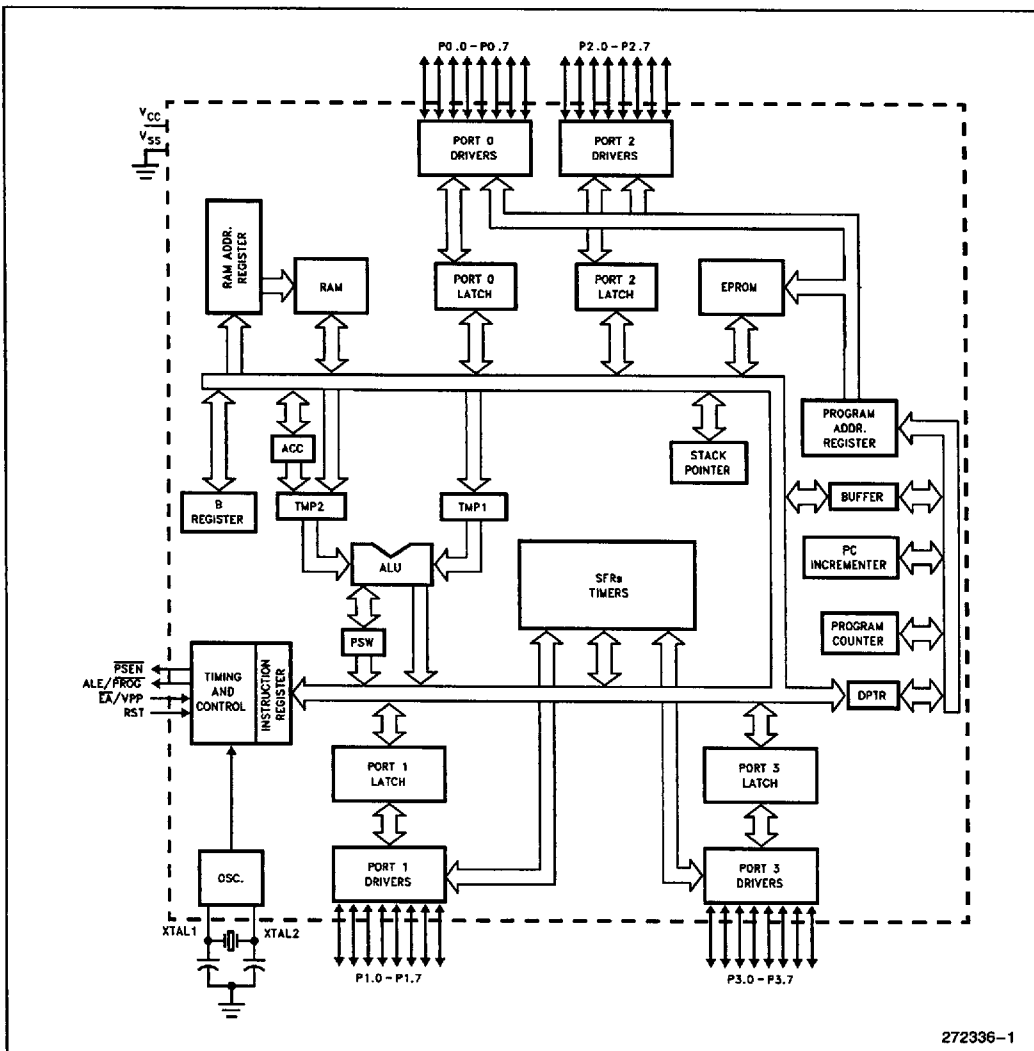 P0.0-P0.7
P2.0-P2.7
VCC
VSS
PORT 0
DRIVERS
PORT 2
DRIVERS
RAM ADDR.
REGISTER
RAM
PORT 0
LATCH
PORT 2
LATCH
EPROM
PROGRAM
ADDR.
REGISTER
ACC
STACK
POINTER
B
REGISTER
TMP2
TMP1
BUFFER
ALU
PC
INCREMENTER
SFRs
TIMERS
PSW
PROGRAM
COUNTER
PSEN
ALE/PROG
EA/VPP
RST
TIMING
AND
CONTROL
INSTRUCTION
REGISTER
DPTR
PORT 1
LATCH
PORT 3
LATCH
OSC.
PORT 1
DRIVERS
PORT 3
DRIVERS
XTAL1
XTAL2
P1.0-P1.7
P3.0-P3.7
272336-1